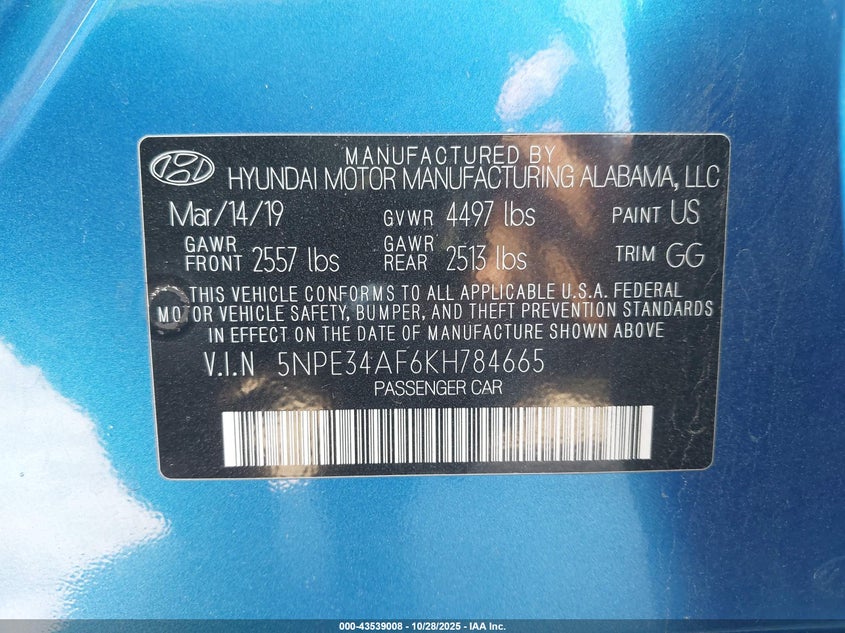 MANUFACTURED BY
HYUNDAI MOTOR MANUFACTURING ALABAMA, LLC
Mar/14/19 GVWR 4497 lbs PAINT US
GAWR FRONT 2557 lbs GAWR REAR 2513 lbs TRIM GG
THIS VEHICLE CONFORMS TO ALL APPLICABLE U.S.A. FEDERAL
MOTOR VEHICLE SAFETY, BUMPER, AND THEFT PREVENTION STANDARDS
IN EFFECT ON THE DATE OF MANUFACTURE SHOWN ABOVE
V.I.N 5NPE34AF6KH784665
PASSENGER CAR
000-43539008 - 10/28/2025 - IAA Inc.